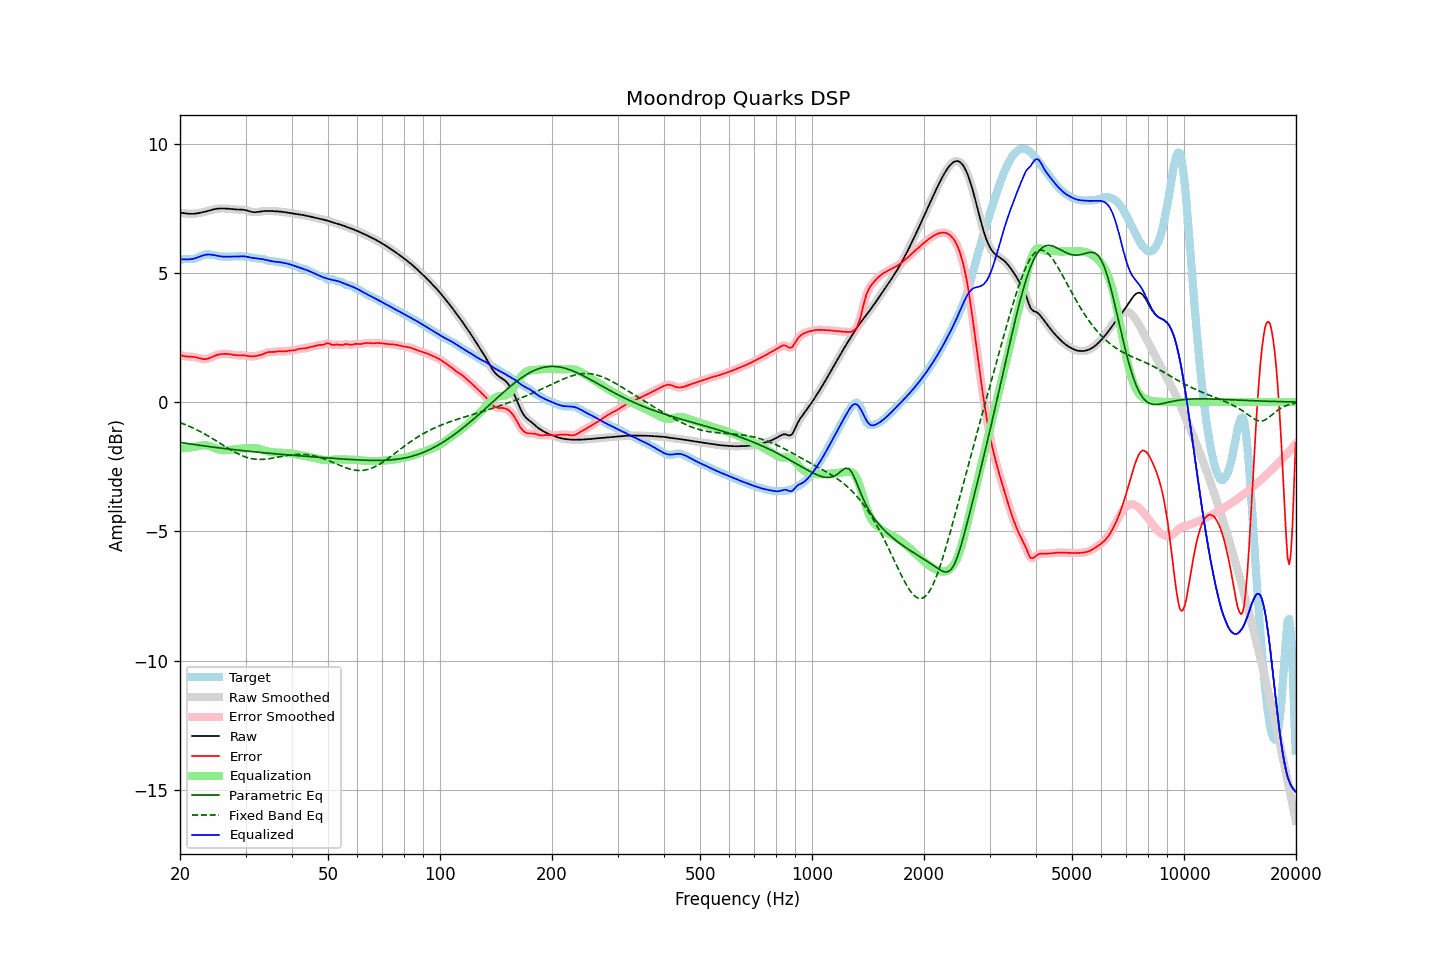 Moondrop Quarks DSP
Amplitude (dBr)
10
5
0
−5
−10
−15
Target
Raw Smoothed
Error Smoothed
Raw
Error
Equalization
Parametric Eq
Fixed Band Eq
Equalized
20 50 100 200 500 1000 2000 5000 10000 20000
Frequency (Hz)